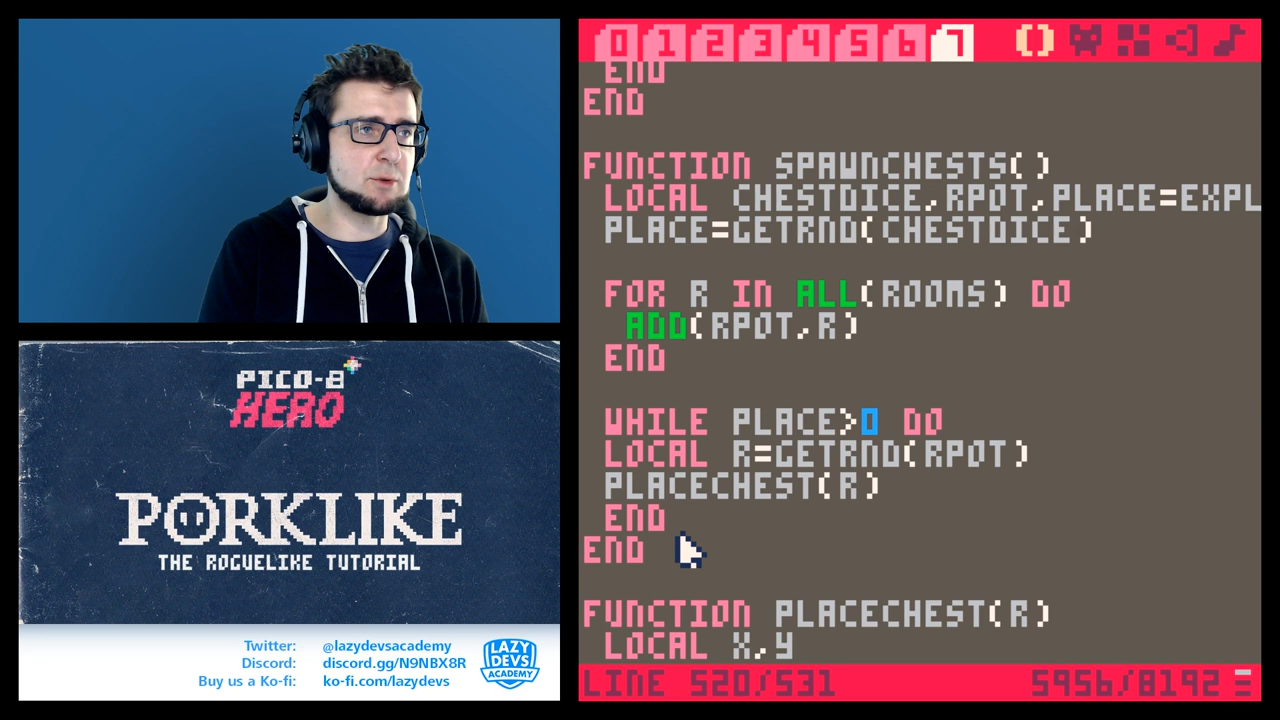 PICO-8
HERO
PORKLIKE
THE ROGUELIKE TUTORIAL
Twitter: @lazydevsacademy
Discord: discord.gg/N9NBX8R
Buy us a Ko-fi: ko-fi.com/lazydevs
LAZY
DEVS
ACADEMY
0 1 2 3 4 5 6 7 ()
END
END
FUNCTION SPAWNCHESTS()
LOCAL CHESTDICE,RPOT,PLACE=EXPL
PLACE=GETRND(CHESTDICE)
FOR R IN ALL(ROOMS) DO
ADD(RPOT,R)
END
WHILE PLACE>0 DO
LOCAL R=GETRND(RPOT)
PLACECHEST(R)
END
END
FUNCTION PLACECHEST(R)
LOCAL X,Y
LINE 520/531 5956/8192